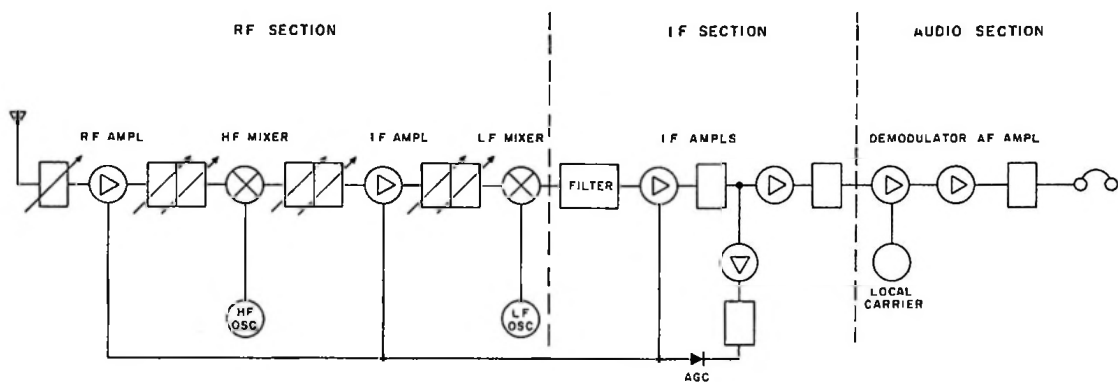 RF SECTION
IF SECTION
AUDIO SECTION
RF AMPL
HF MIXER
IF AMPL
LF MIXER
IF AMPLS
DEMODULATOR AF AMPL
FILTER
HF
OSC
LF
OSC
LOCAL
CARRIER
AGC